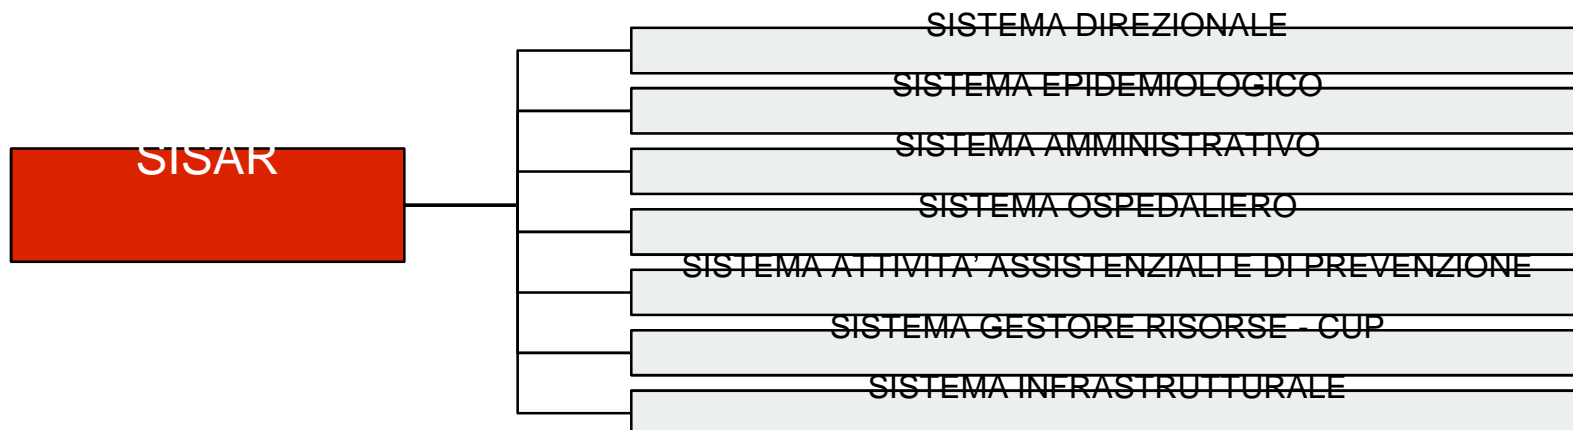 SISAR
SISTEMA DIREZIONALE
SISTEMA EPIDEMIOLOGICO
SISTEMA AMMINISTRATIVO
SISTEMA OSPEDALIERO
SISTEMA ATTIVITA’ ASSISTENZIALI E DI PREVENZIONE
SISTEMA GESTORE RISORSE - CUP
SISTEMA INFRASTRUTTURALE